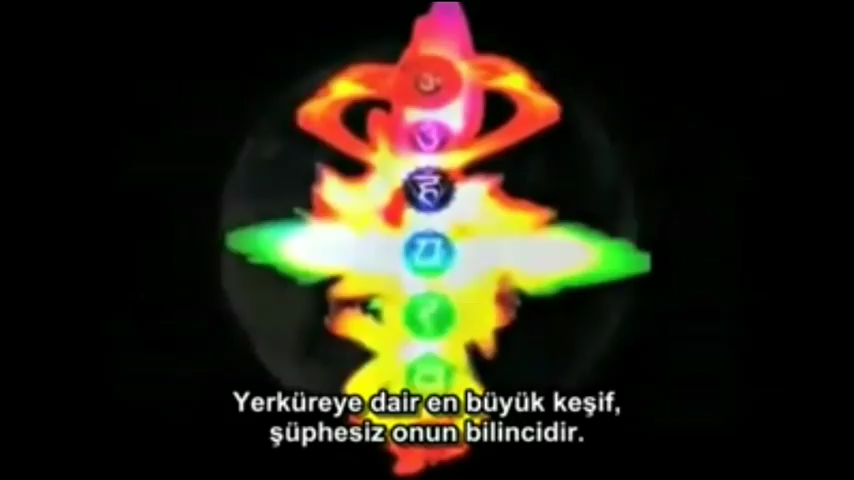 Yerküreye dair en büyük keşif,
şüphesiz onun bilincidir.